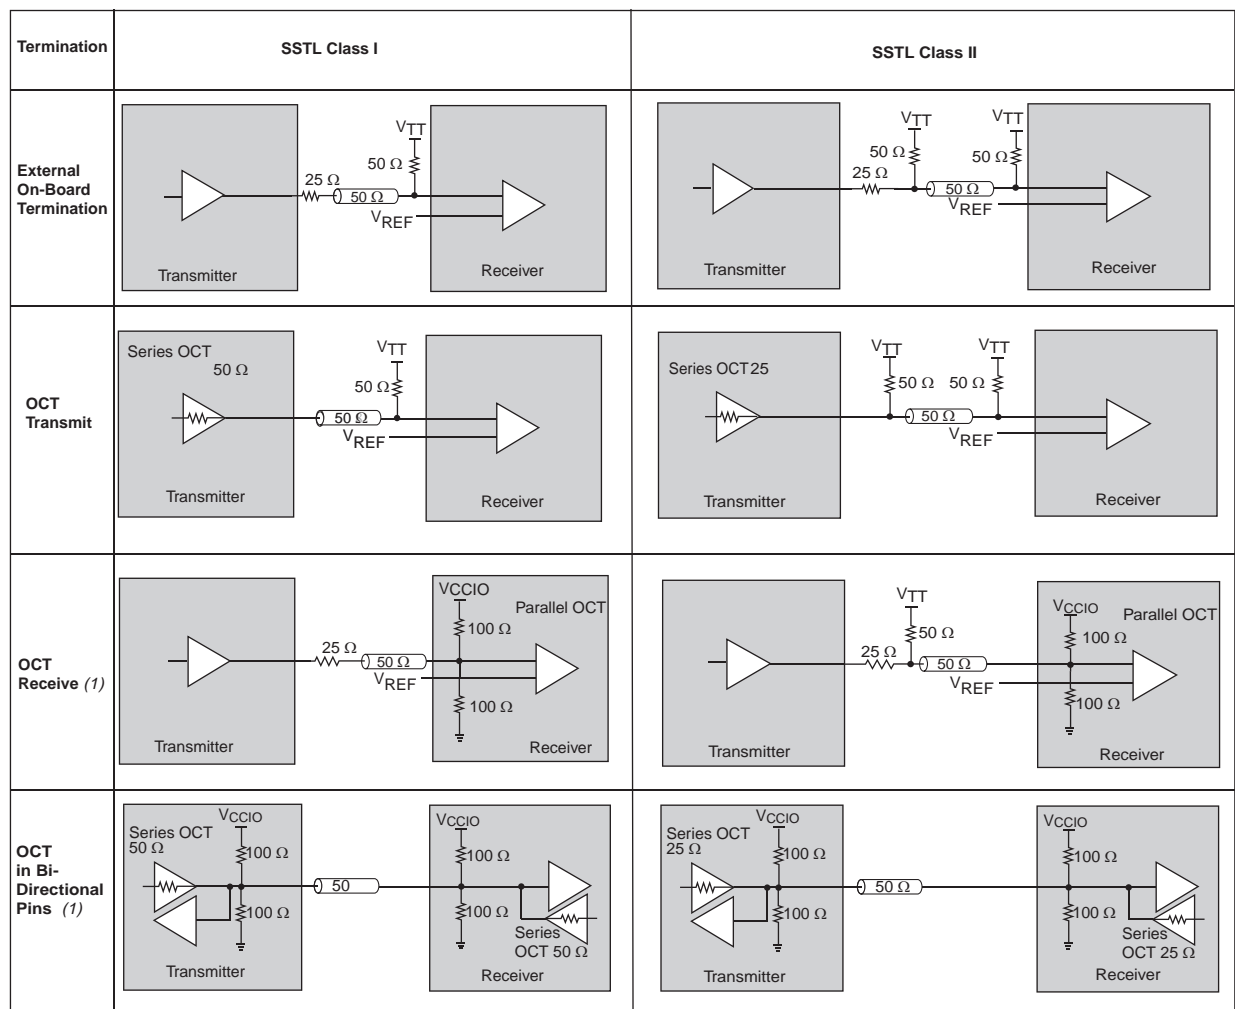 Termination
SSTL Class I
SSTL Class II
External
On-Board
Termination
VTT
50 Ω
25 Ω
50 Ω
VREF
Transmitter
Receiver
VTT
VTT
50 Ω
50 Ω
25 Ω
50 Ω
VREF
Transmitter
Receiver
OCT
Transmit
Series OCT
50 Ω
VTT
50 Ω
50 Ω
VREF
Transmitter
Receiver
Series OCT 25
VTT
VTT
50 Ω
50 Ω
50 Ω
VREF
Transmitter
Receiver
OCT
Receive (1)
VCCIO
Parallel OCT
100 Ω
25 Ω
50 Ω
VREF
100 Ω
Transmitter
Receiver
VTT
VCCIO
Parallel OCT
50 Ω
100 Ω
25 Ω
50 Ω
VREF
100 Ω
Transmitter
Receiver
OCT
in Bi-
Directional
Pins (1)
VCCIO
Series OCT
50 Ω
100 Ω
50
100 Ω
Transmitter
VCCIO
100 Ω
100 Ω
Series
OCT 50 Ω
Receiver
VCCIO
Series OCT
25 Ω
100 Ω
50 Ω
100 Ω
Transmitter
VCCIO
100 Ω
100 Ω
Series
OCT 25 Ω
Receiver